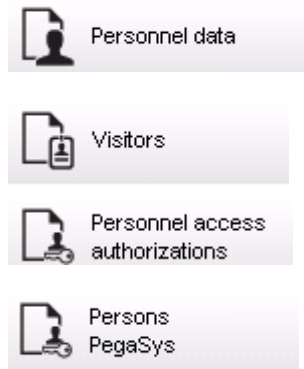 Personnel data
Visitors
Personnel access
authorizations
Persons
PegaSys